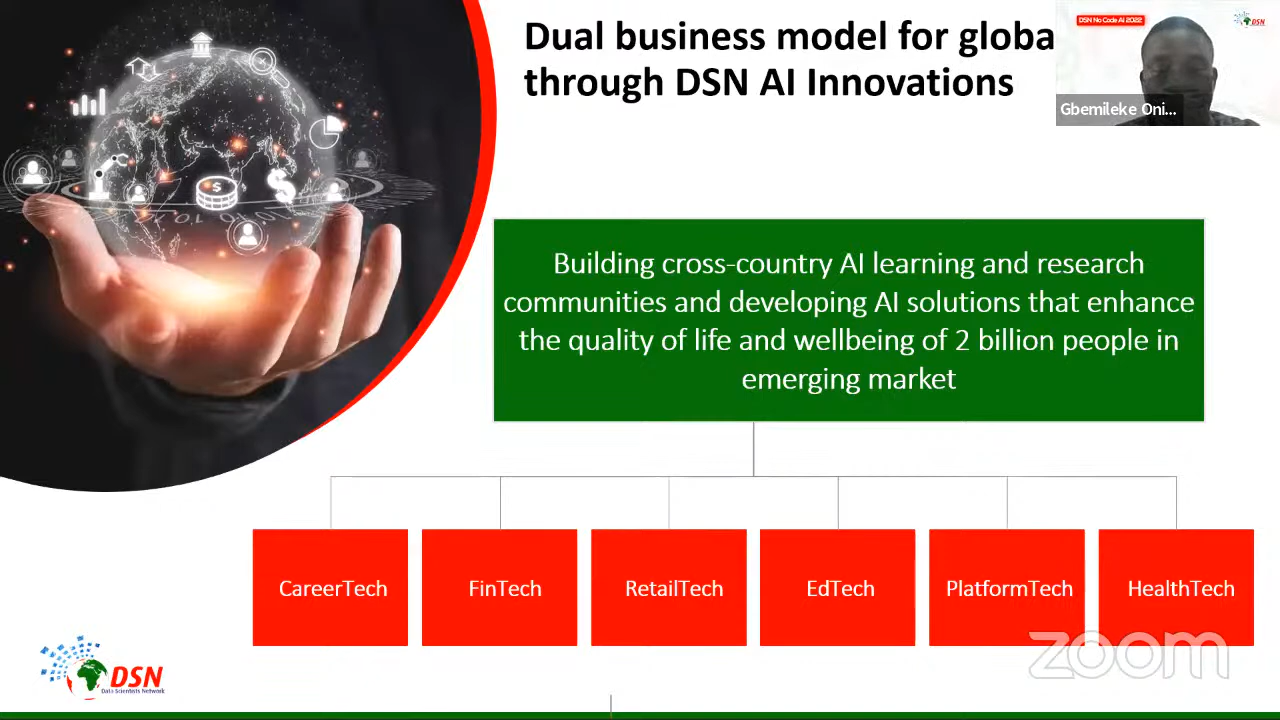 Dual business model for globa
through DSN AI Innovations
DSN No Code AI 2022
DSN
Gbemileke Oni...
Building cross-country AI learning and research
communities and developing AI solutions that enhance
the quality of life and wellbeing of 2 billion people in
emerging market
CareerTech
FinTech
RetailTech
EdTech
PlatformTech
HealthTech
zoom
DSN
Data Scientists Network